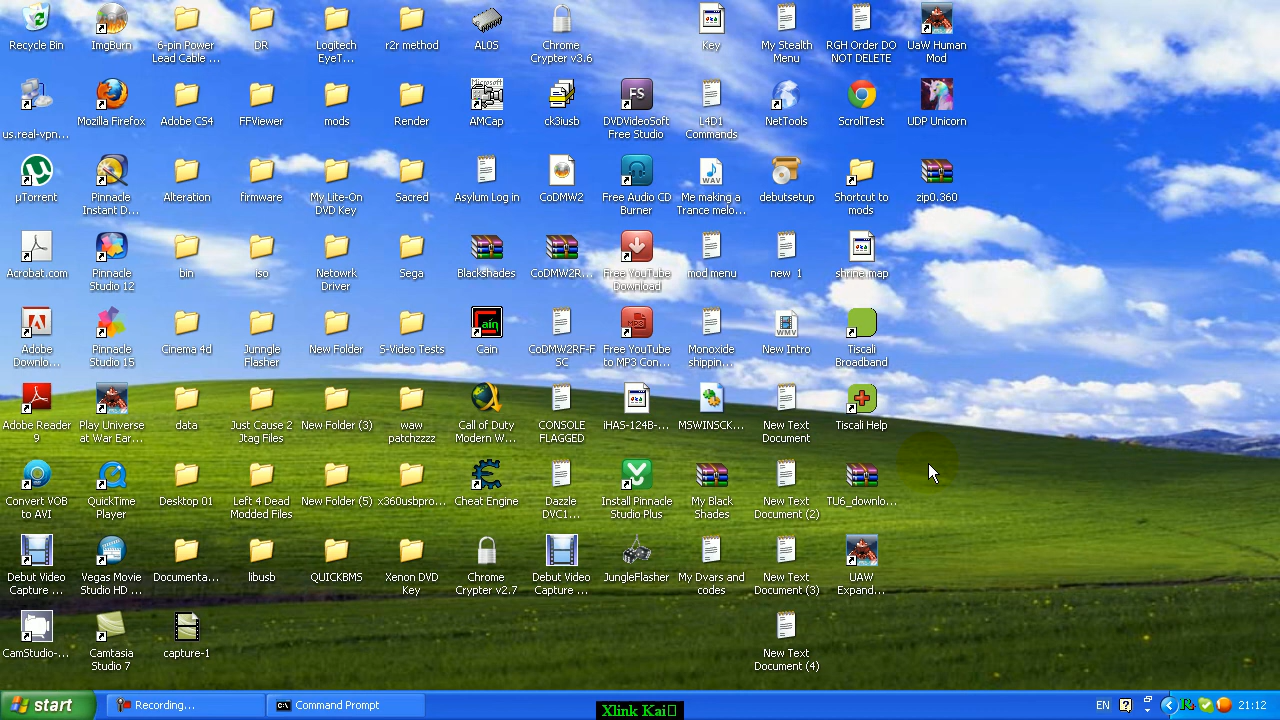 Recycle Bin
ImgBurn
6-pin Power
Lead Cable ...
DR
Logitech
EyeT...
r2r method
AL0S
Chrome
Crypter v3.6
Key
My Stealth
Menu
RGH Order DO
NOT DELETE
UaW Human
Mod
us.real-vpn...
Mozilla Firefox
Adobe CS4
FFViewer
mods
Render
Microsoft
AMCap
ck3iusb
FS
DVDVideoSoft
Free Studio
L4D1
Commands
NetTools
ScrollTest
UDP Unicorn
µTorrent
Pinnacle
Instant D...
Alteration
firmware
My Lite-On
DVD Key
Sacred
Asylum Log in
CoDMW2
Free Audio CD
Burner
WAV
Me making a
Trance melo...
debutsetup
Shortcut to
mods
zip0.360
Acrobat.com
Pinnacle
Studio 12
bin
iso
Netowrk
Driver
Sega
Blackshades
CoDMW2R...
Free YouTube
Download
mod menu
new 1
shrine.map
Adobe
Downlo...
Pinnacle
Studio 15
Cinema 4d
Junngle
Flasher
New Folder
S-Video Tests
ain
Cain
CoDMW2RF-F
SC
MP3
Free YouTube
to MP3 Con...
Monoxide
shippin...
WMV
New Intro
Tiscali
Broadband
Adobe Reader
9
Play Universe
at War Ear...
data
Just Cause 2
Jtag Files
New Folder (3)
waw
patchzzzz
Call of Duty
Modern W...
CONSOLE
FLAGGED
iHAS-124B-...
MSWINSCK...
New Text
Document
Tiscali Help
Convert VOB
to AVI
QuickTime
Player
Desktop 01
Left 4 Dead
Modded Files
New Folder (5)
x360usbpro...
Cheat Engine
Dazzle
DVC1...
Install Pinnacle
Studio Plus
My Black
Shades
New Text
Document (2)
TU6_downlo...
Debut Video
Capture ...
Vegas Movie
Studio HD ...
Documenta...
libusb
QUICKBMS
Xenon DVD
Key
Chrome
Crypter v2.7
Debut Video
Capture ...
JungleFlasher
My Dvars and
codes
New Text
Document (3)
UAW
Expand...
CamStudio-...
Camtasia
Studio 7
capture-1
New Text
Document (4)
start
Recording...
Command Prompt
Xlink Kai
EN
21:12